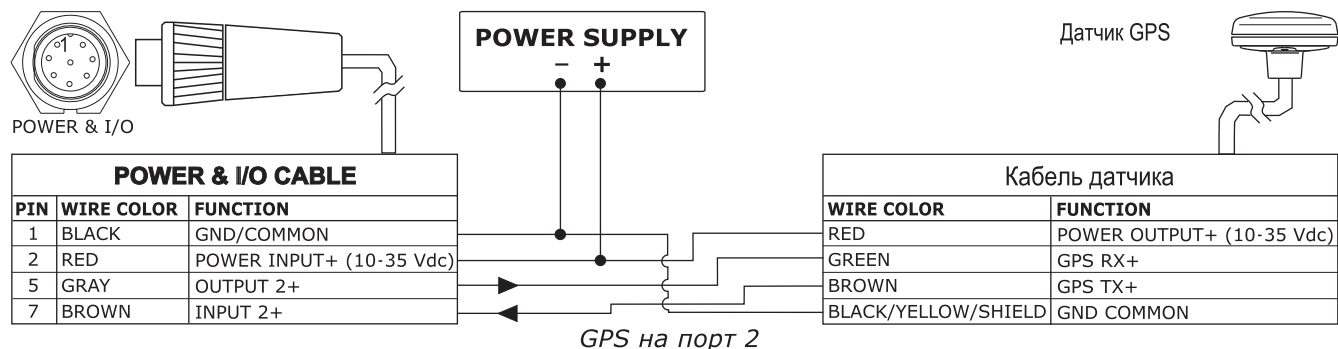 1
POWER & I/O
POWER SUPPLY
– +
Датчик GPS
POWER & I/O CABLE
PIN WIRE COLOR FUNCTION
1 BLACK GND/COMMON
2 RED POWER INPUT+ (10-35 Vdc)
5 GRAY OUTPUT 2+
7 BROWN INPUT 2+
Кабель датчика
WIRE COLOR FUNCTION
RED POWER OUTPUT+ (10-35 Vdc)
GREEN GPS RX+
BROWN GPS TX+
BLACK/YELLOW/SHIELD GND COMMON
GPS на порт 2